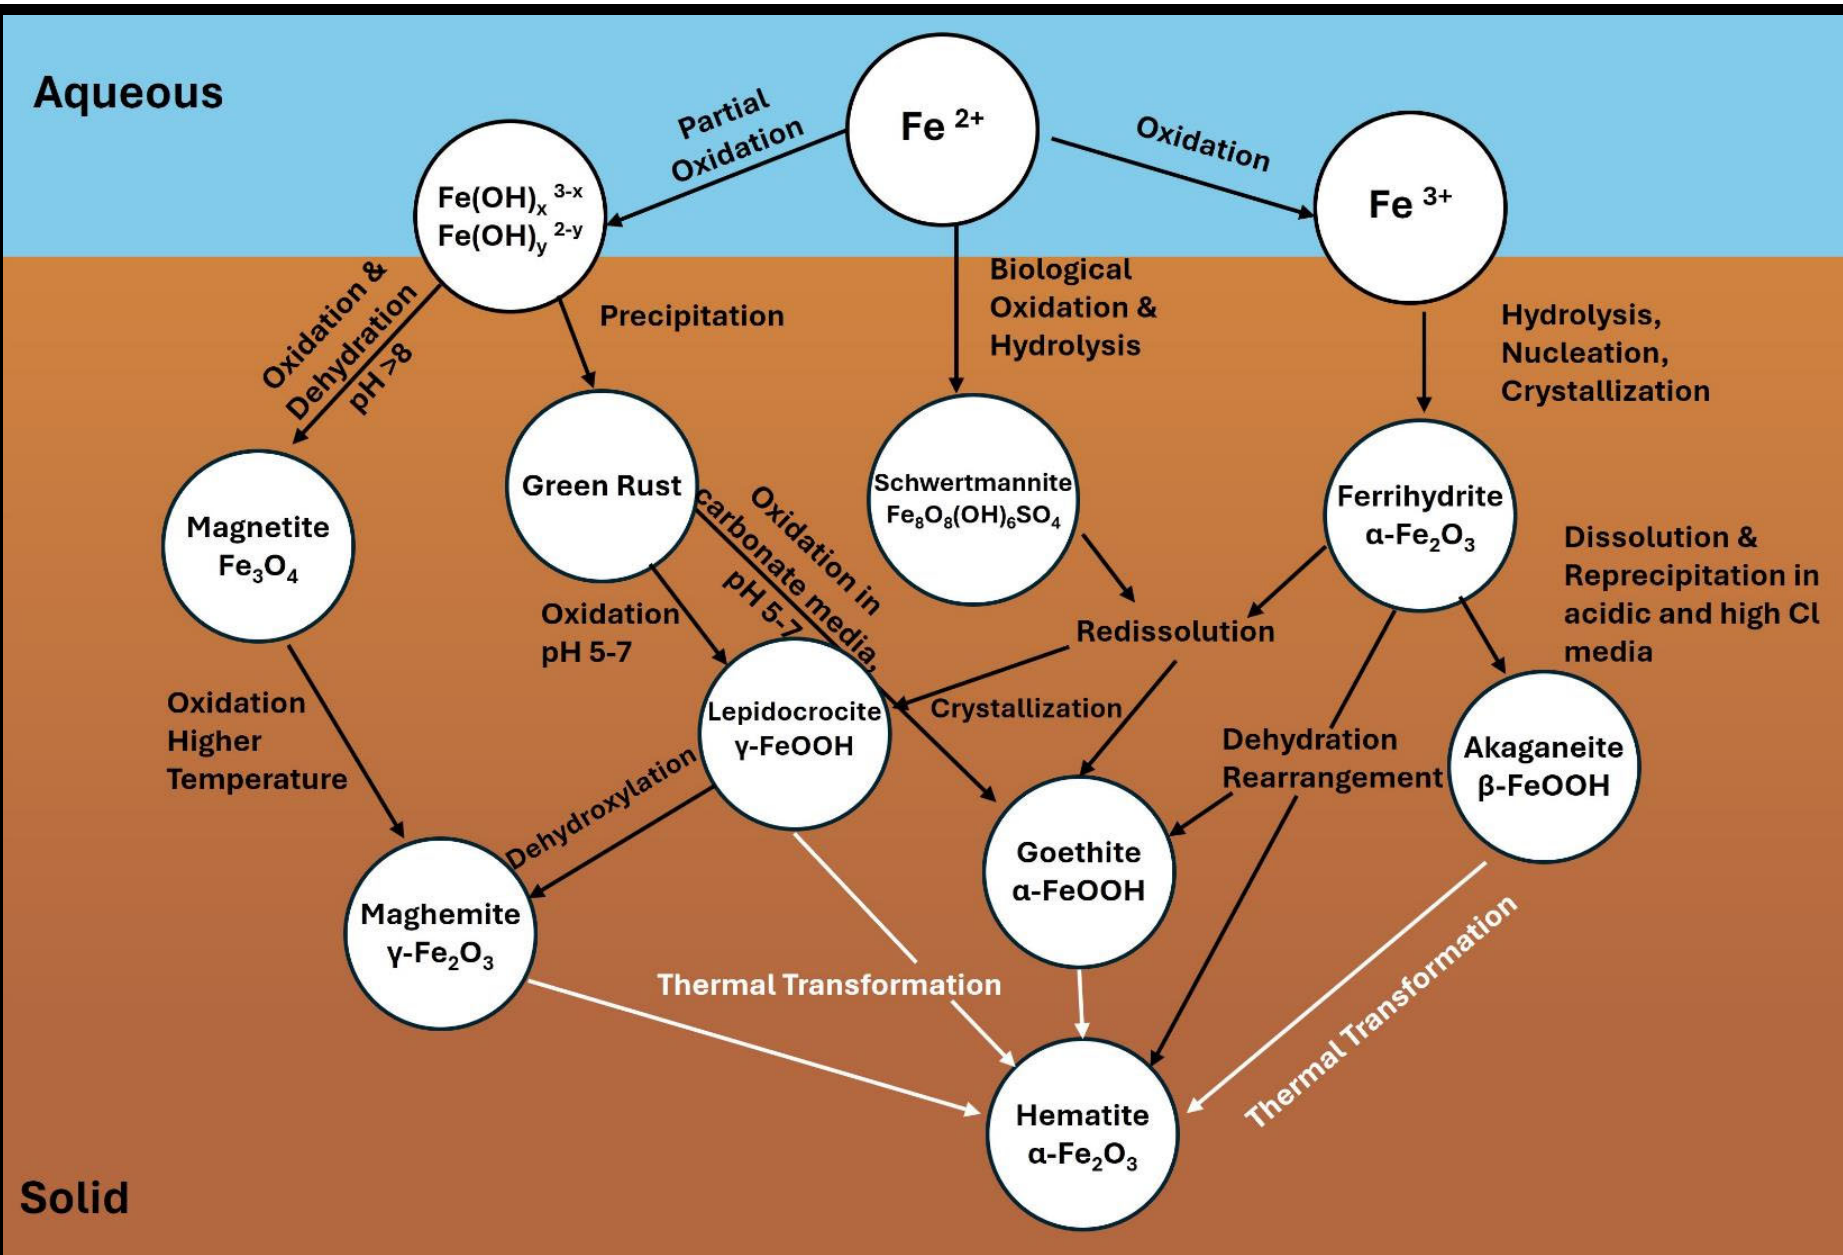 Aqueous
Fe 2+
Partial
Oxidation
Oxidation
Fe(OH)x 3-x
Fe(OH)y 2-y
Fe 3+
Oxidation &
Dehydration
pH >8
Precipitation
Biological
Oxidation &
Hydrolysis
Hydrolysis,
Nucleation,
Crystallization
Magnetite
Fe3O4
Green Rust
Oxidation in
carbonate media,
pH 5-7
Schwertmannite
Fe8O8(OH)6SO4
Ferrihydrite
α-Fe2O3
Dissolution &
Reprecipitation in
acidic and high Cl
media
Oxidation
pH 5-7
Redissolution
Oxidation
Higher
Temperature
Lepidocrocite
γ-FeOOH
Crystallization
Dehydration
Rearrangement
Akaganeite
β-FeOOH
Dehydroxylation
Goethite
α-FeOOH
Maghemite
γ-Fe2O3
Thermal Transformation
Thermal Transformation
Hematite
α-Fe2O3
Solid